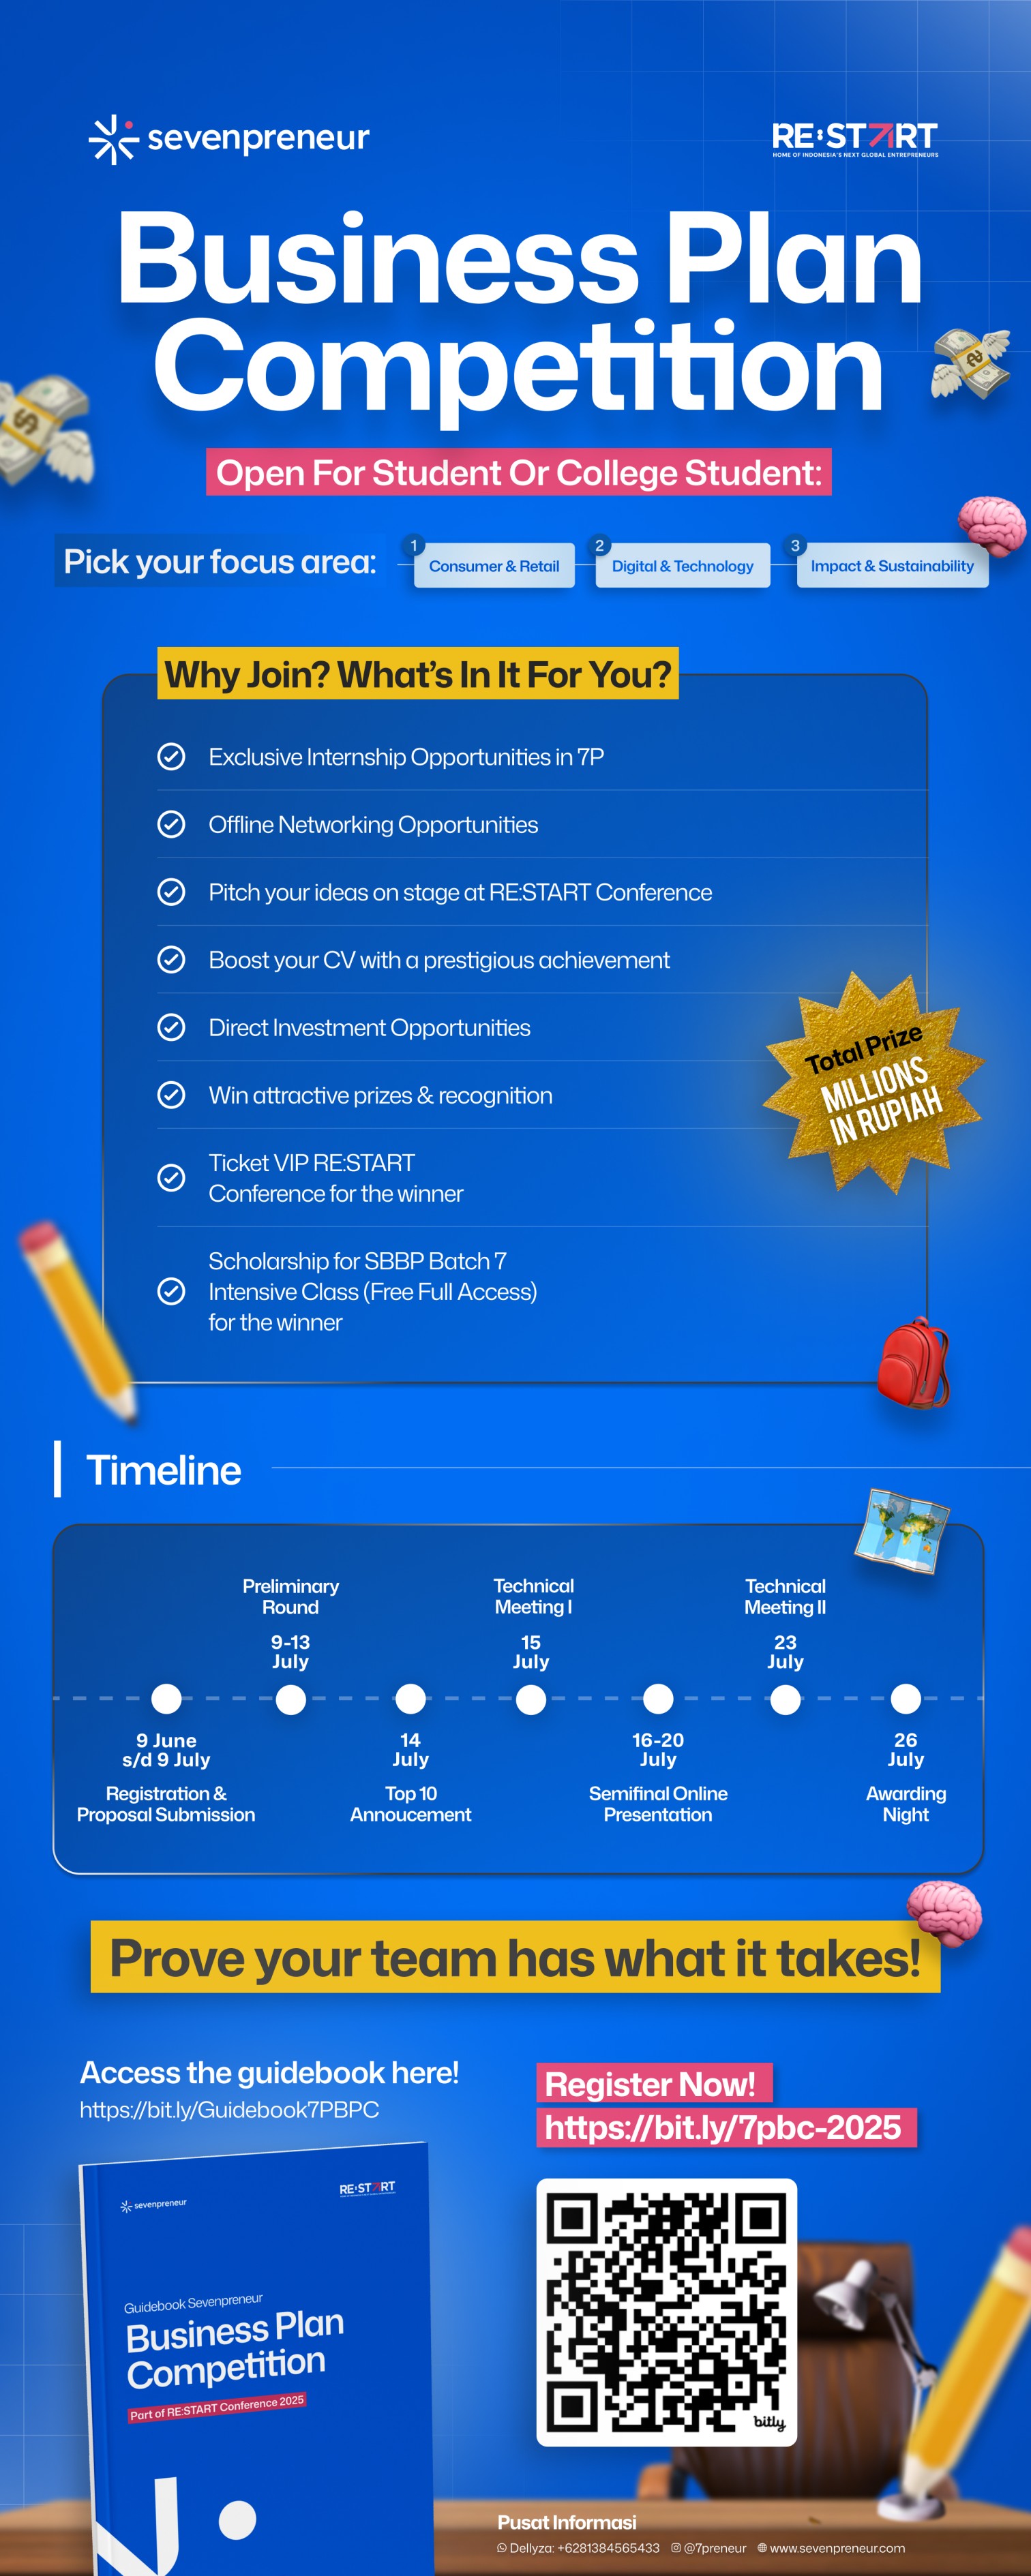 sevenpreneur
RE:START
HOME OF INDONESIA'S NEXT GLOBAL ENTREPRENEURS
Business Plan
Competition
Open For Student Or College Student:
Pick your focus area:
1
Consumer & Retail
2
Digital & Technology
3
Impact & Sustainability
Why Join? What's In It For You?
Exclusive Internship Opportunities in 7P
Offline Networking Opportunities
Pitch your ideas on stage at RE:START Conference
Boost your CV with a prestigious achievement
Direct Investment Opportunities
Win attractive prizes & recognition
Ticket VIP RE:START
Conference for the winner
Scholarship for SBBP Batch 7
Intensive Class (Free Full Access)
for the winner
Total Prize
MILLIONS
IN RUPIAH
Timeline
Preliminary
Round
9-13
July
Technical
Meeting I
15
July
Technical
Meeting II
23
July
9 June
s/d 9 July
Registration &
Proposal Submission
14
July
Top 10
Annoucement
16-20
July
Semifinal Online
Presentation
26
July
Awarding
Night
Prove your team has what it takes!
Access the guidebook here!
https://bit.ly/Guidebook7PBPC
Register Now!
https://bit.ly/7pbc-2025
sevenpreneur
RE:START
Guidebook Sevenpreneur
Business Plan
Competition
Part of RE:START Conference 2025
bitly
Pusat Informasi
Dellyza: +6281384565433 @7preneur www.sevenpreneur.com